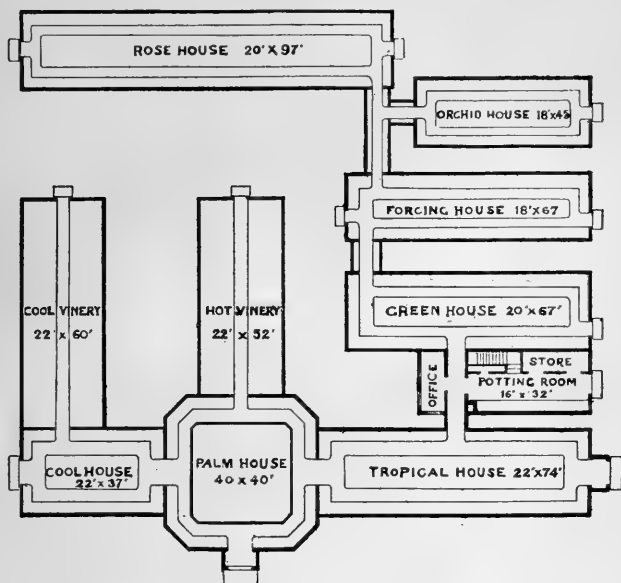 ROSE HOUSE 20' X 97'
ORCHID HOUSE 18'x45
FORCING HOUSE 18'x67
COOL VINERY
22' x 60'
HOT VINERY
22' x 52'
GREEN HOUSE 20'x67'
OFFICE
STORE
POTTING ROOM
16" x '32'
COOL HOUSE
22'x 37'
PALM HOUSE
40 x 40'
TROPICAL HOUSE 22'x74'